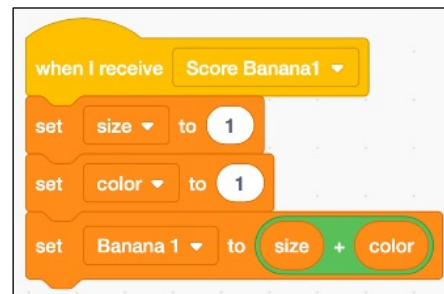 when I receive Score Banana1
set size to 1
set color to 1
set Banana 1 to size + color